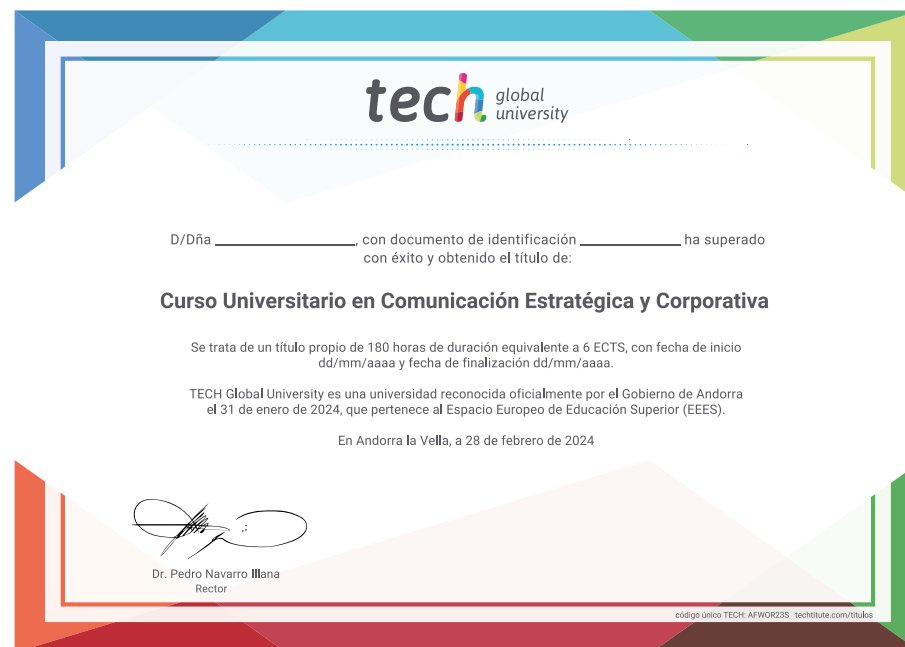 tech global university
D/Dña ________________, con documento de identificación ____________ ha superado
con éxito y obtenido el título de:
Curso Universitario en Comunicación Estratégica y Corporativa
Se trata de un título propio de 180 horas de duración equivalente a 6 ECTS, con fecha de inicio
dd/mm/aaaa y fecha de finalización dd/mm/aaaa.
TECH Global University es una universidad reconocida oficialmente por el Gobierno de Andorra
el 31 de enero de 2024, que pertenece al Espacio Europeo de Educación Superior (EEES).
En Andorra la Vella, a 28 de febrero de 2024
Dr. Pedro Navarro Illana
Rector
código único TECH: AFWOR23S techtitute.com/titulos